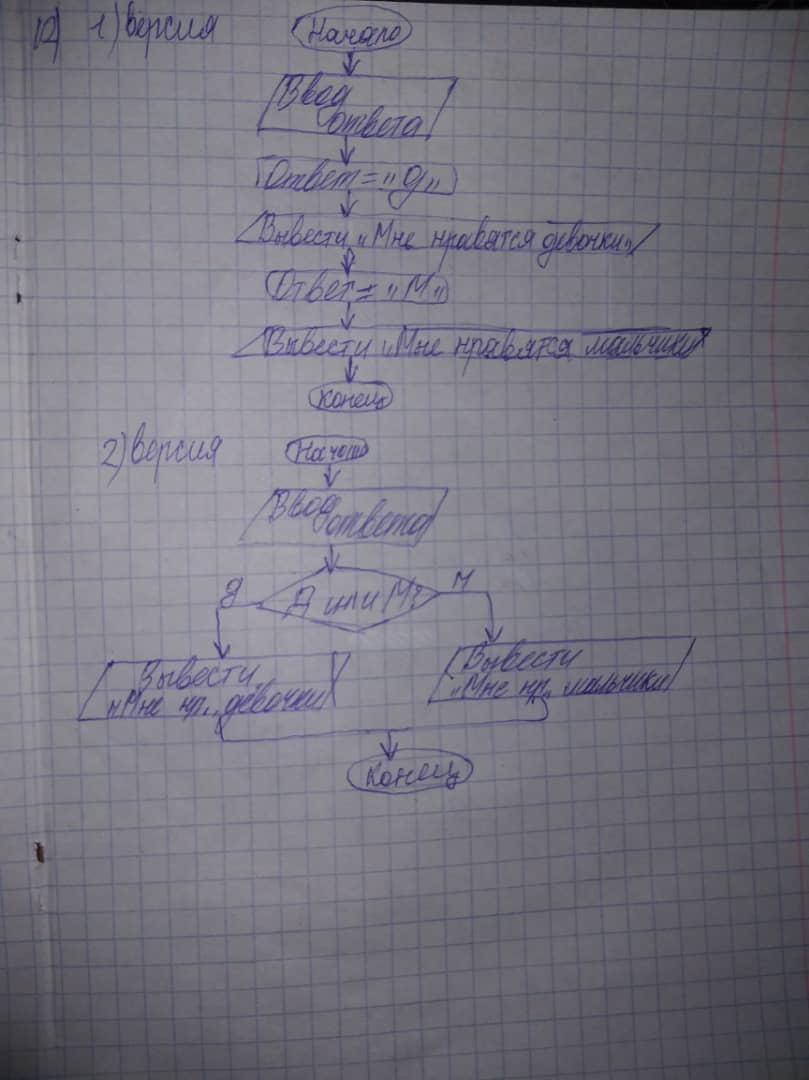 12) 1) версия
Начало
Ввод
ответа
Ответ = „д"
Вывести „Мне нравятся девочки"
Ответ = „М"
Вывести „Мне нравятся мальчики"
Конец
2) версия
Начало
Ввод
ответа
Д или М?
д
М
Вывести
„Мне нр." девочки
Вывести
„Мне нр." мальчики
Конец